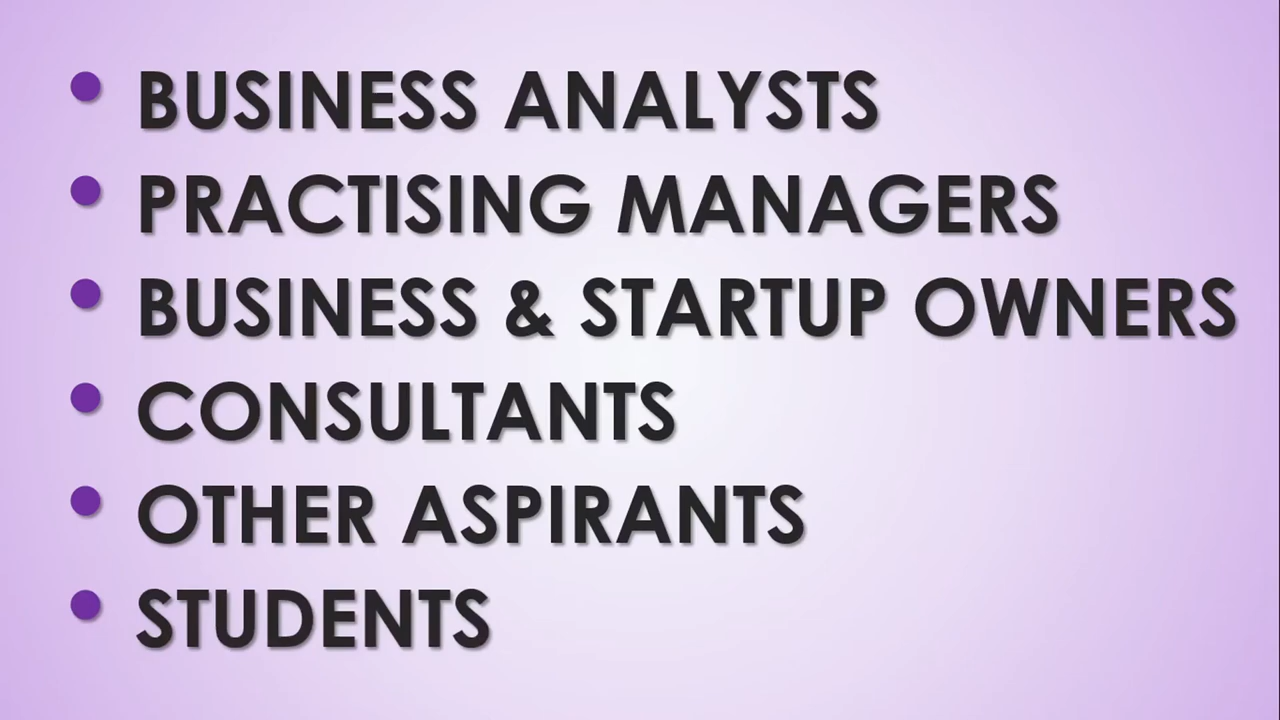 • BUSINESS ANALYSTS
• PRACTISING MANAGERS
• BUSINESS & STARTUP OWNERS
• CONSULTANTS
• OTHER ASPIRANTS
• STUDENTS